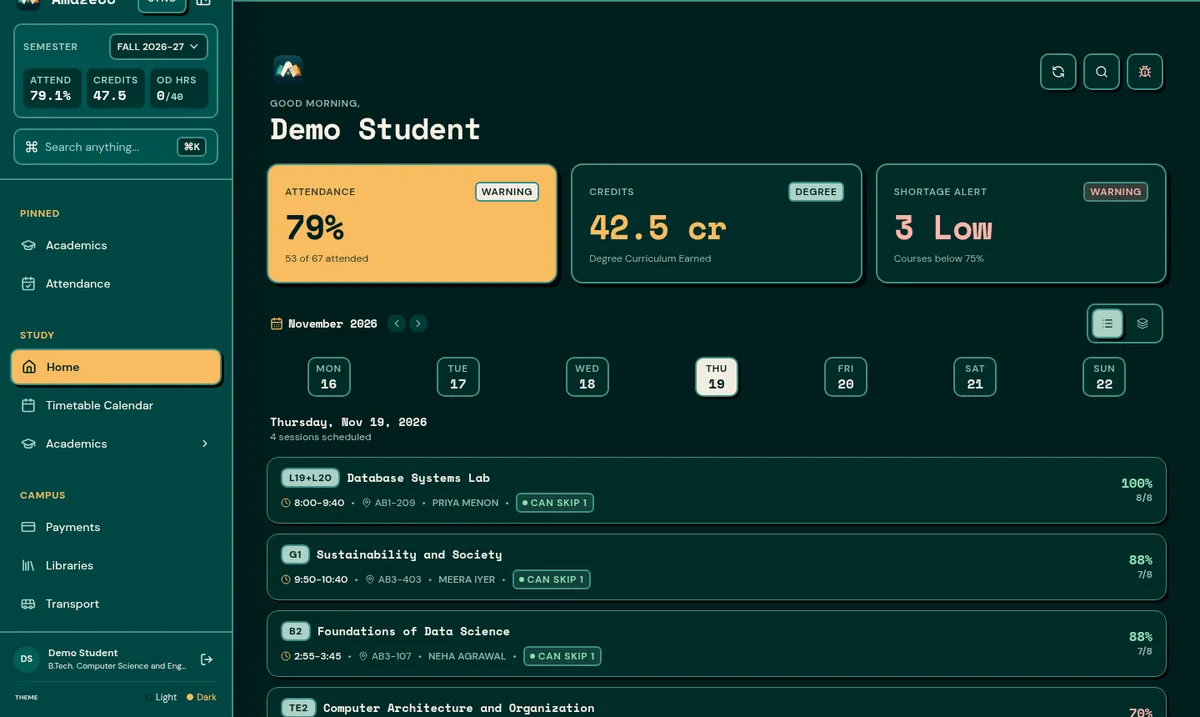 SEMESTER
FALL 2026-27
ATTEND
79.1%
CREDITS
47.5
OD HRS
0/40
⌘ Search anything...
⌘K
PINNED
Academics
Attendance
STUDY
Home
Timetable Calendar
Academics
CAMPUS
Payments
Libraries
Transport
DS
Demo Student
B.Tech. Computer Science and Eng...
THEME
Light
Dark
GOOD MORNING,
Demo Student
ATTENDANCE
WARNING
79%
53 of 67 attended
CREDITS
DEGREE
42.5 cr
Degree Curriculum Earned
SHORTAGE ALERT
WARNING
3 Low
Courses below 75%
November 2026
MON
16
TUE
17
WED
18
THU
19
FRI
20
SAT
21
SUN
22
Thursday, Nov 19, 2026
4 sessions scheduled
L19+L20 Database Systems Lab
8:00-9:40 • AB1-209 • PRIYA MENON • CAN SKIP 1
100%
8/8
G1 Sustainability and Society
9:50-10:40 • AB3-403 • MEERA IYER • CAN SKIP 1
88%
7/8
B2 Foundations of Data Science
2:55-3:45 • AB3-107 • NEHA AGRAWAL • CAN SKIP 1
88%
7/8
TE2 Computer Architecture and Organization
70%